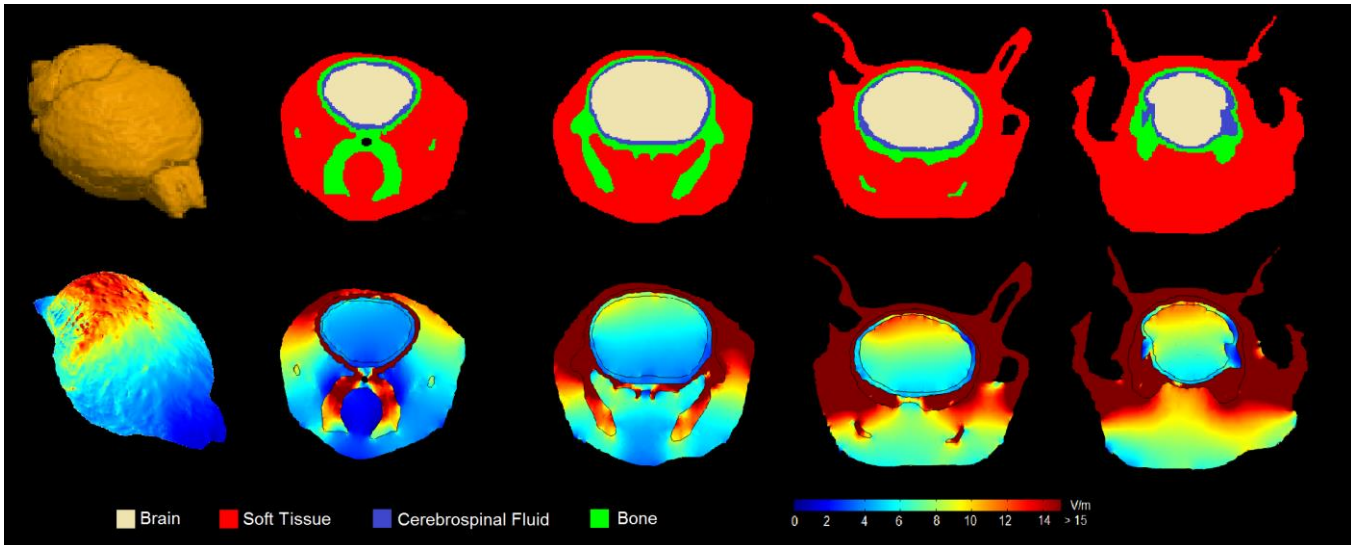 Brain
Soft Tissue
Cerebrospinal Fluid
Bone
V/m
0 2 4 6 8 10 12 14 > 15